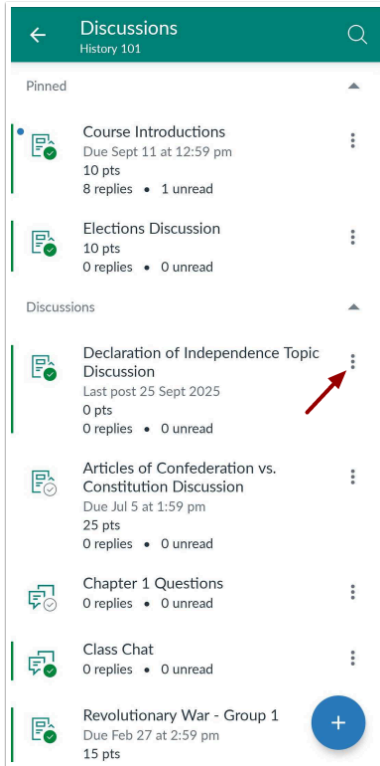 Discussions
History 101
Pinned
Course Introductions
Due Sept 11 at 12:59 pm
10 pts
8 replies • 1 unread
Elections Discussion
10 pts
0 replies • 0 unread
Discussions
Declaration of Independence Topic
Discussion
Last post 25 Sept 2025
0 pts
0 replies • 0 unread
Articles of Confederation vs.
Constitution Discussion
Due Jul 5 at 1:59 pm
25 pts
0 replies • 0 unread
Chapter 1 Questions
0 replies • 0 unread
Class Chat
0 replies • 0 unread
Revolutionary War - Group 1
Due Feb 27 at 2:59 pm
15 pts